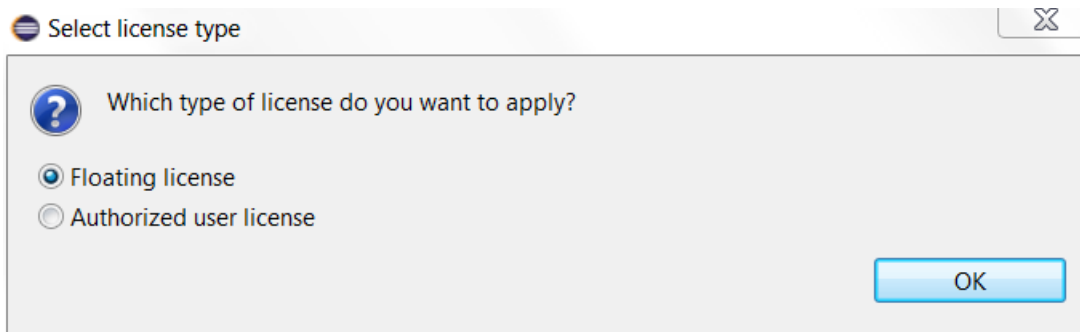 Select license type
Which type of license do you want to apply?
Floating license
Authorized user license
OK